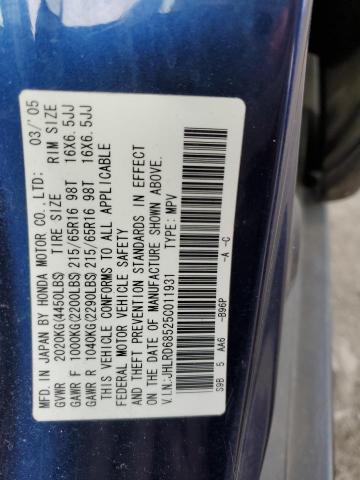 MFD. IN JAPAN BY HONDA MOTOR CO. LTD: 03/'05
GVWR 2020KG(4450LBS) TIRE SIZE RIM SIZE
GAWR F 1000KG(2200LBS) 215/65R16 98T 16X6.5JJ
GAWR R 1040KG(2290LBS) 215/65R16 98T 16X6.5JJ
THIS VEHICLE CONFORMS TO ALL APPLICABLE
FEDERAL MOTOR VEHICLE SAFETY
AND THEFT PREVENTION STANDARDS IN EFFECT
ON THE DATE OF MANUFACTURE SHOWN ABOVE.
V.I.N.:JHLRD68525C011931 TYPE: MPV
S9B 5 AA6 -B96P -A -C